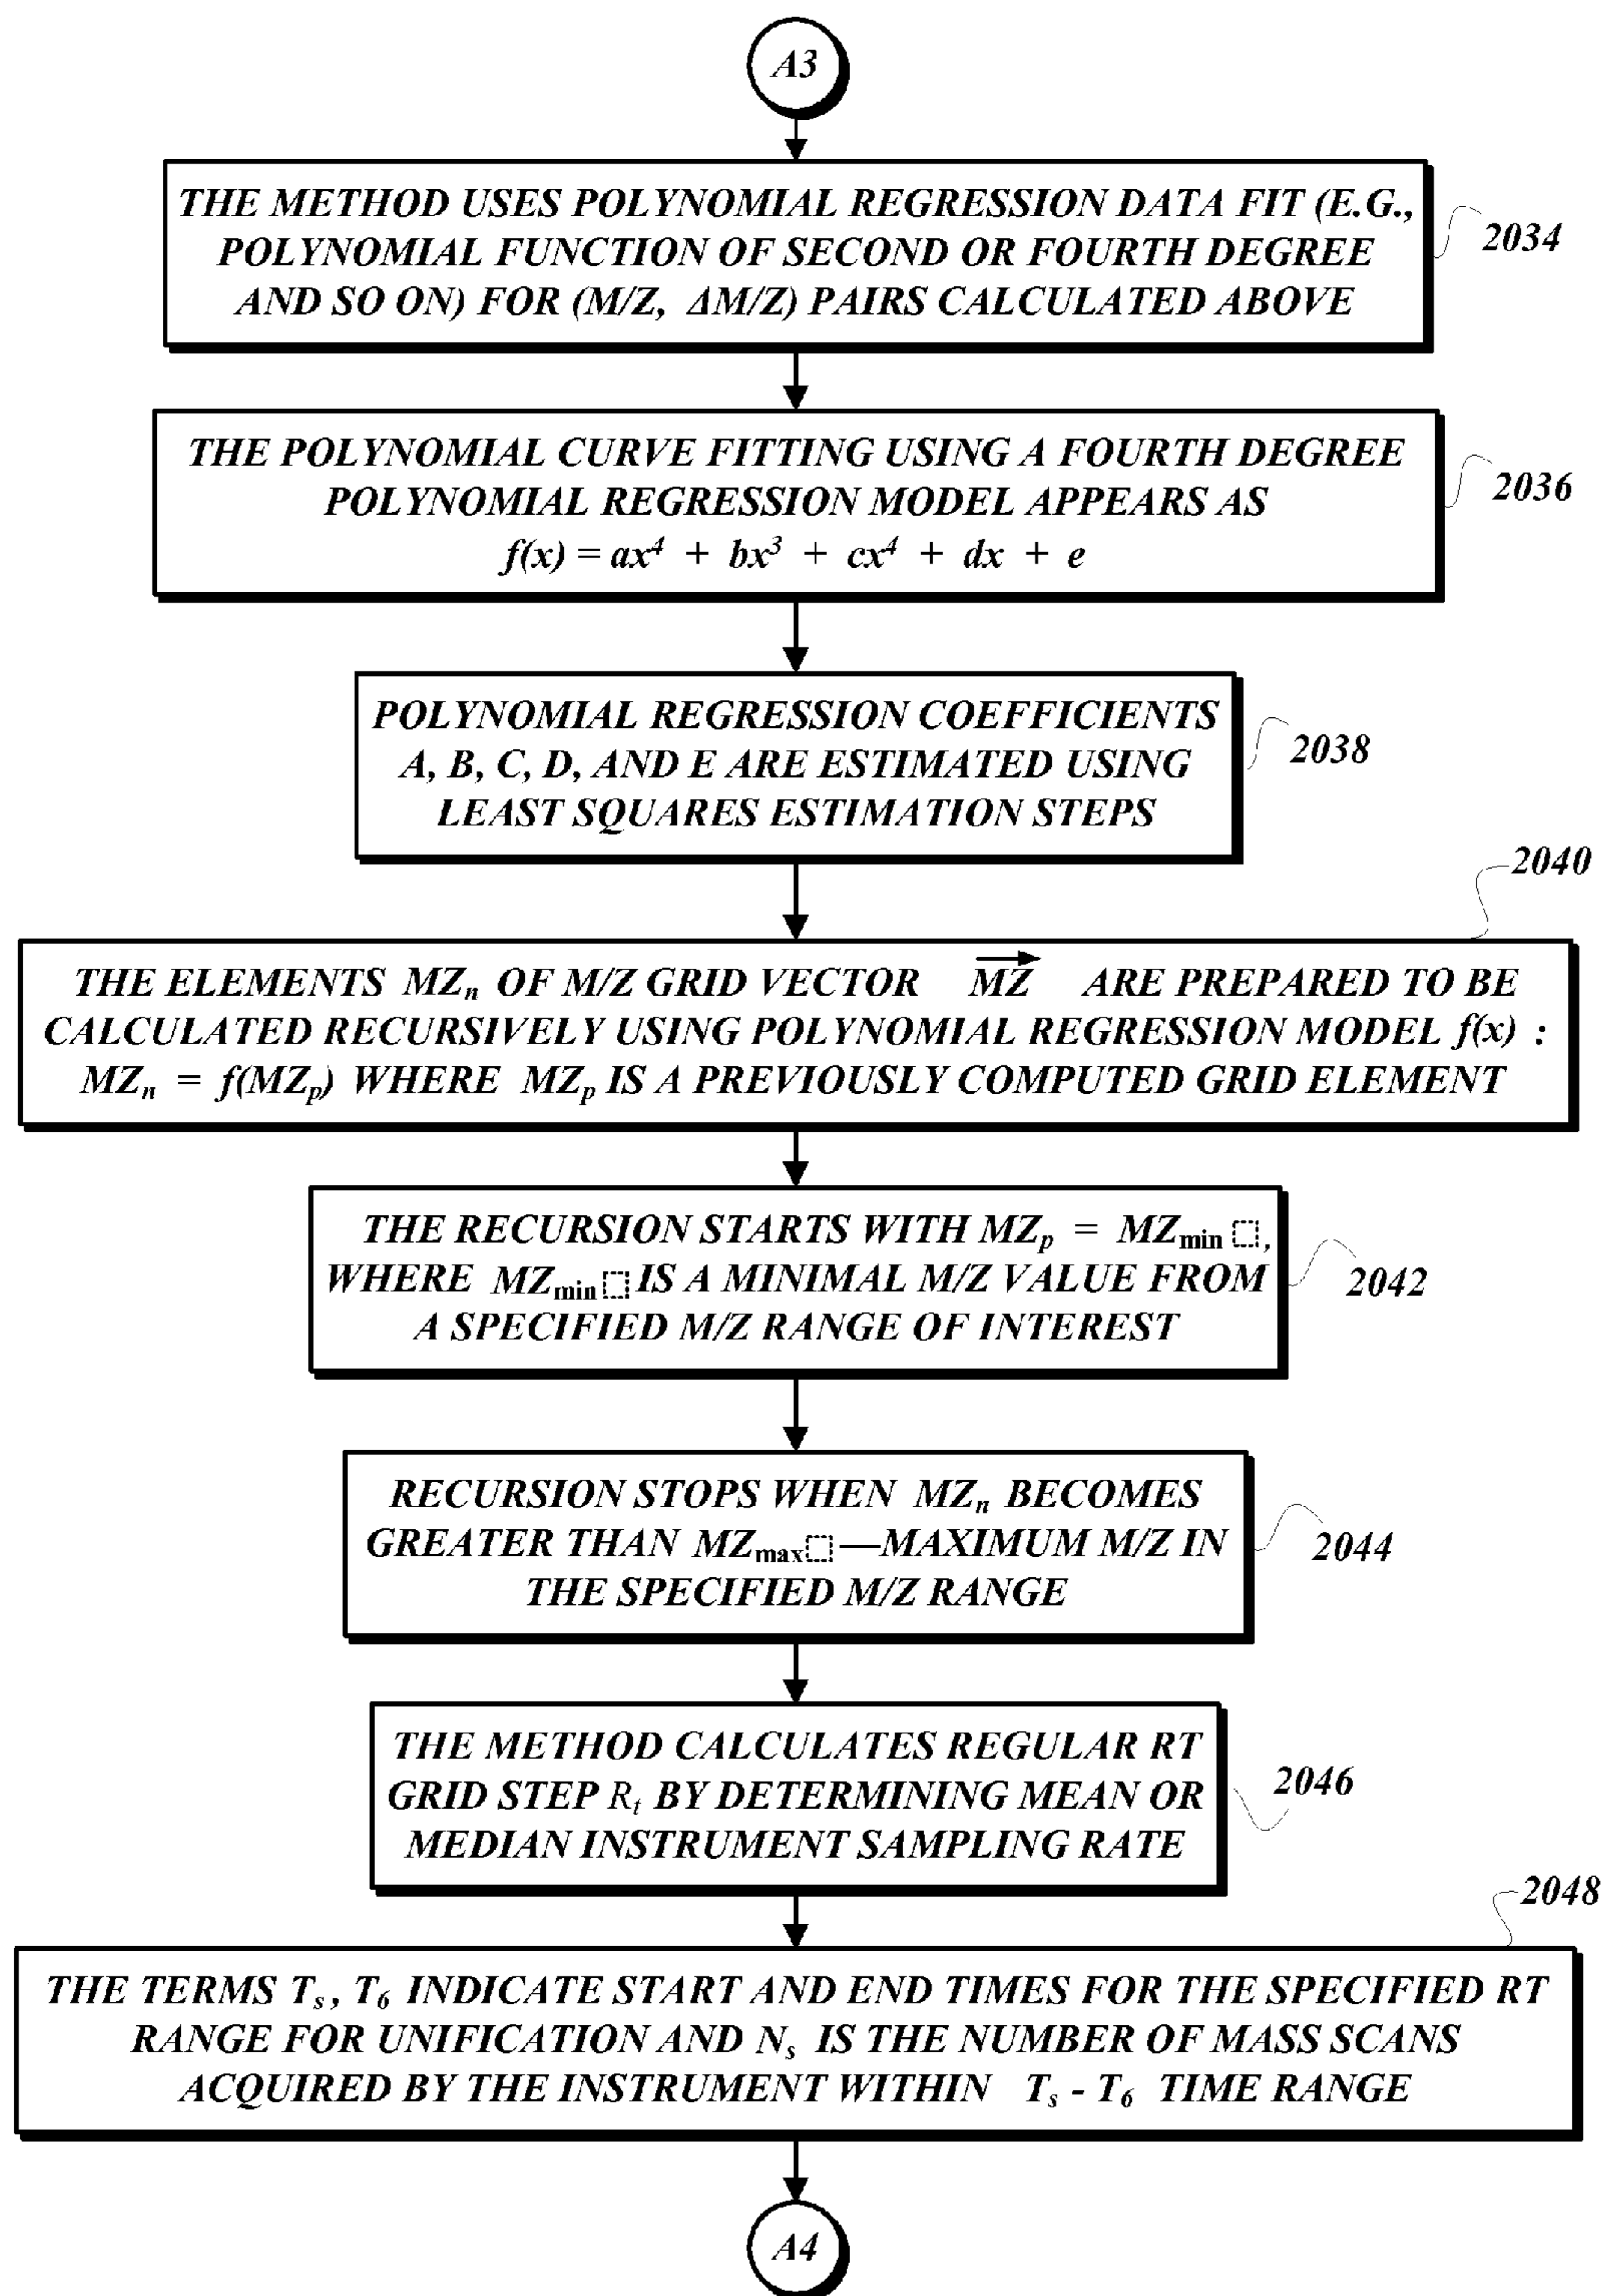 A3
THE METHOD USES POLYNOMIAL REGRESSION DATA FIT (E.G.,
POLYNOMIAL FUNCTION OF SECOND OR FOURTH DEGREE
AND SO ON) FOR (M/Z, ΔM/Z) PAIRS CALCULATED ABOVE
2034
THE POLYNOMIAL CURVE FITTING USING A FOURTH DEGREE
POLYNOMIAL REGRESSION MODEL APPEARS AS
f(x) = ax⁴ + bx³ + cx⁴ + dx + e
2036
POLYNOMIAL REGRESSION COEFFICIENTS
A, B, C, D, AND E ARE ESTIMATED USING
LEAST SQUARES ESTIMATION STEPS
2038
2040
THE ELEMENTS MZₙ OF M/Z GRID VECTOR M⃗Z⃗ ARE PREPARED TO BE
CALCULATED RECURSIVELY USING POLYNOMIAL REGRESSION MODEL f(x) :
MZₙ = f(MZₚ) WHERE MZₚ IS A PREVIOUSLY COMPUTED GRID ELEMENT
THE RECURSION STARTS WITH MZₚ = MZmin ⬚,
WHERE MZmin⬚ IS A MINIMAL M/Z VALUE FROM
A SPECIFIED M/Z RANGE OF INTEREST
2042
RECURSION STOPS WHEN MZₙ BECOMES
GREATER THAN MZmax⬚—MAXIMUM M/Z IN
THE SPECIFIED M/Z RANGE
2044
THE METHOD CALCULATES REGULAR RT
GRID STEP Rₜ BY DETERMINING MEAN OR
MEDIAN INSTRUMENT SAMPLING RATE
2046
2048
THE TERMS Tₛ, T₆ INDICATE START AND END TIMES FOR THE SPECIFIED RT
RANGE FOR UNIFICATION AND Nₛ IS THE NUMBER OF MASS SCANS
ACQUIRED BY THE INSTRUMENT WITHIN Tₛ - T₆ TIME RANGE
A4